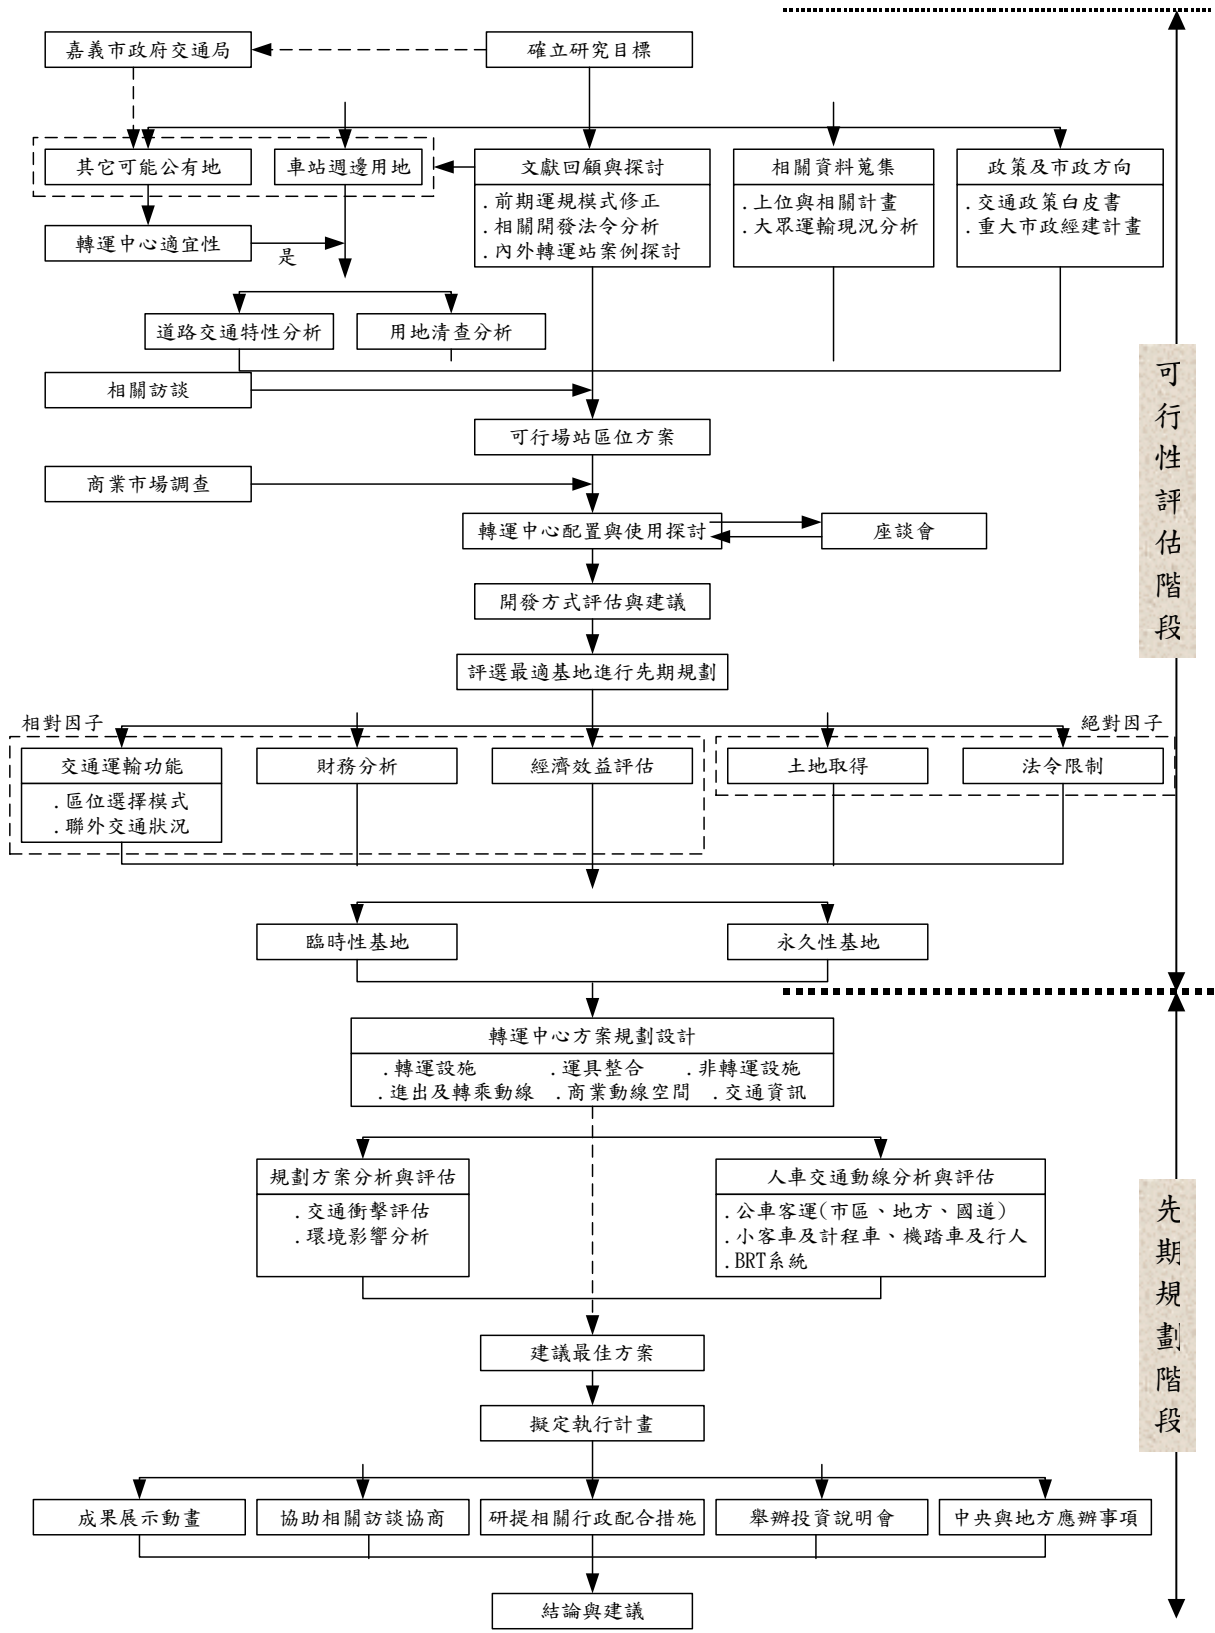 嘉義市政府交通局
確立研究目標
其它可能公有地
車站週邊用地
文獻回顧與探討
.前期運規模式修正
.相關開發法令分析
.內外轉運站案例探討
相關資料蒐集
.上位與相關計畫
.大眾運輸現況分析
政策及市政方向
.交通政策白皮書
.重大市政經建計畫
轉運中心適宜性
是
道路交通特性分析
用地清查分析
相關訪談
可行場站區位方案
商業市場調查
轉運中心配置與使用探討
座談會
開發方式評估與建議
評選最適基地進行先期規劃
可行性評估階段
相對因子
絕對因子
交通運輸功能
.區位選擇模式
.聯外交通狀況
財務分析
經濟效益評估
土地取得
法令限制
臨時性基地
永久性基地
轉運中心方案規劃設計
.轉運設施 .運具整合 .非轉運設施
.進出及轉乘動線 .商業動線空間 .交通資訊
規劃方案分析與評估
.交通衝擊評估
.環境影響分析
人車交通動線分析與評估
.公車客運(市區、地方、國道)
.小客車及計程車、機踏車及行人
.BRT系統
先期規劃階段
建議最佳方案
擬定執行計畫
成果展示動畫
協助相關訪談協商
研提相關行政配合措施
舉辦投資說明會
中央與地方應辦事項
結論與建議